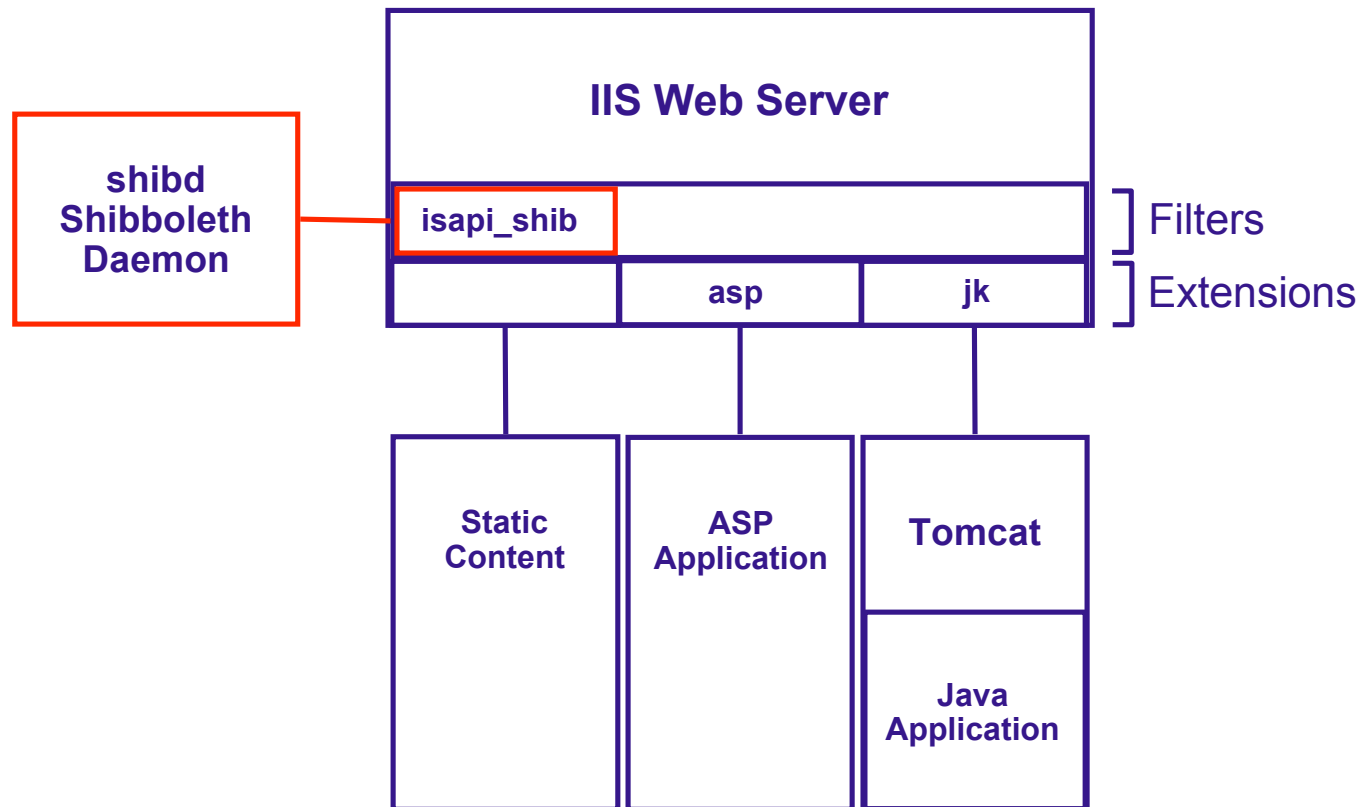 IIS Web Server
shibd
Shibboleth
Daemon
isapi_shib
Filters
asp
jk
Extensions
Static
Content
ASP
Application
Tomcat
Java
Application